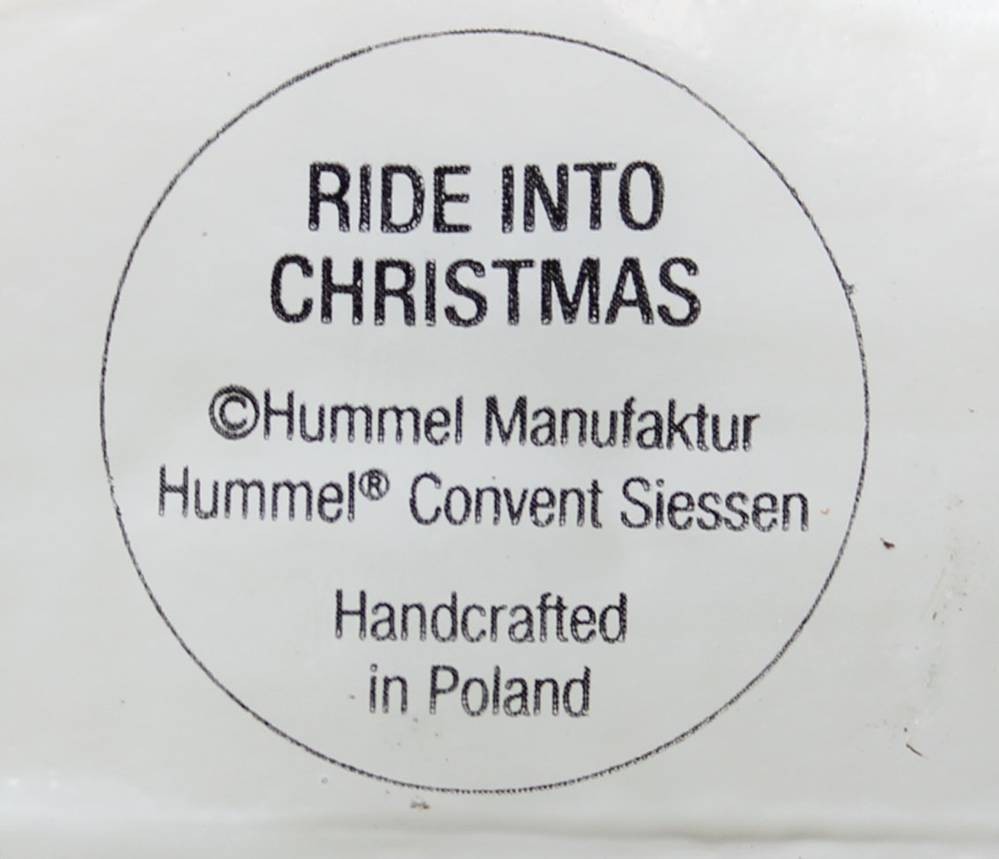 RIDE INTO
CHRISTMAS
©Hummel Manufaktur
Hummel® Convent Siessen
Handcrafted
in Poland